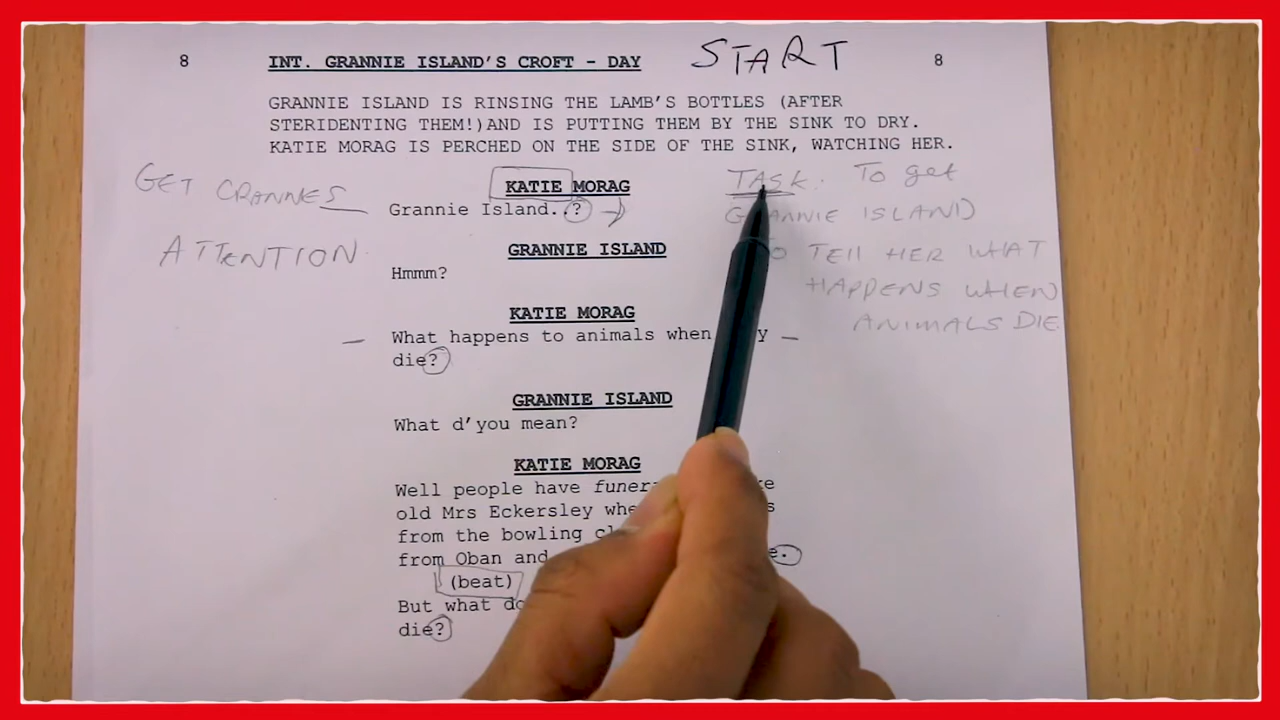 8 INT. GRANNIE ISLAND'S CROFT - DAY START 8
GRANNIE ISLAND IS RINSING THE LAMB'S BOTTLES (AFTER
STERIDENTING THEM!)AND IS PUTTING THEM BY THE SINK TO DRY.
KATIE MORAG IS PERCHED ON THE SIDE OF THE SINK, WATCHING HER.
GET GRANNES
ATTENTION
KATIE MORAG
Grannie Island..?
TASK: To get
GRANNIE ISLAND
TO TELL HER WHAT
HAPPENS WHEN
ANIMALS DIE
GRANNIE ISLAND
Hmmm?
KATIE MORAG
What happens to animals when
die?
GRANNIE ISLAND
What d'you mean?
KATIE MORAG
Well people have
old Mrs Eckersley
from the bowling
from Oban and
(beat)
But what
die?